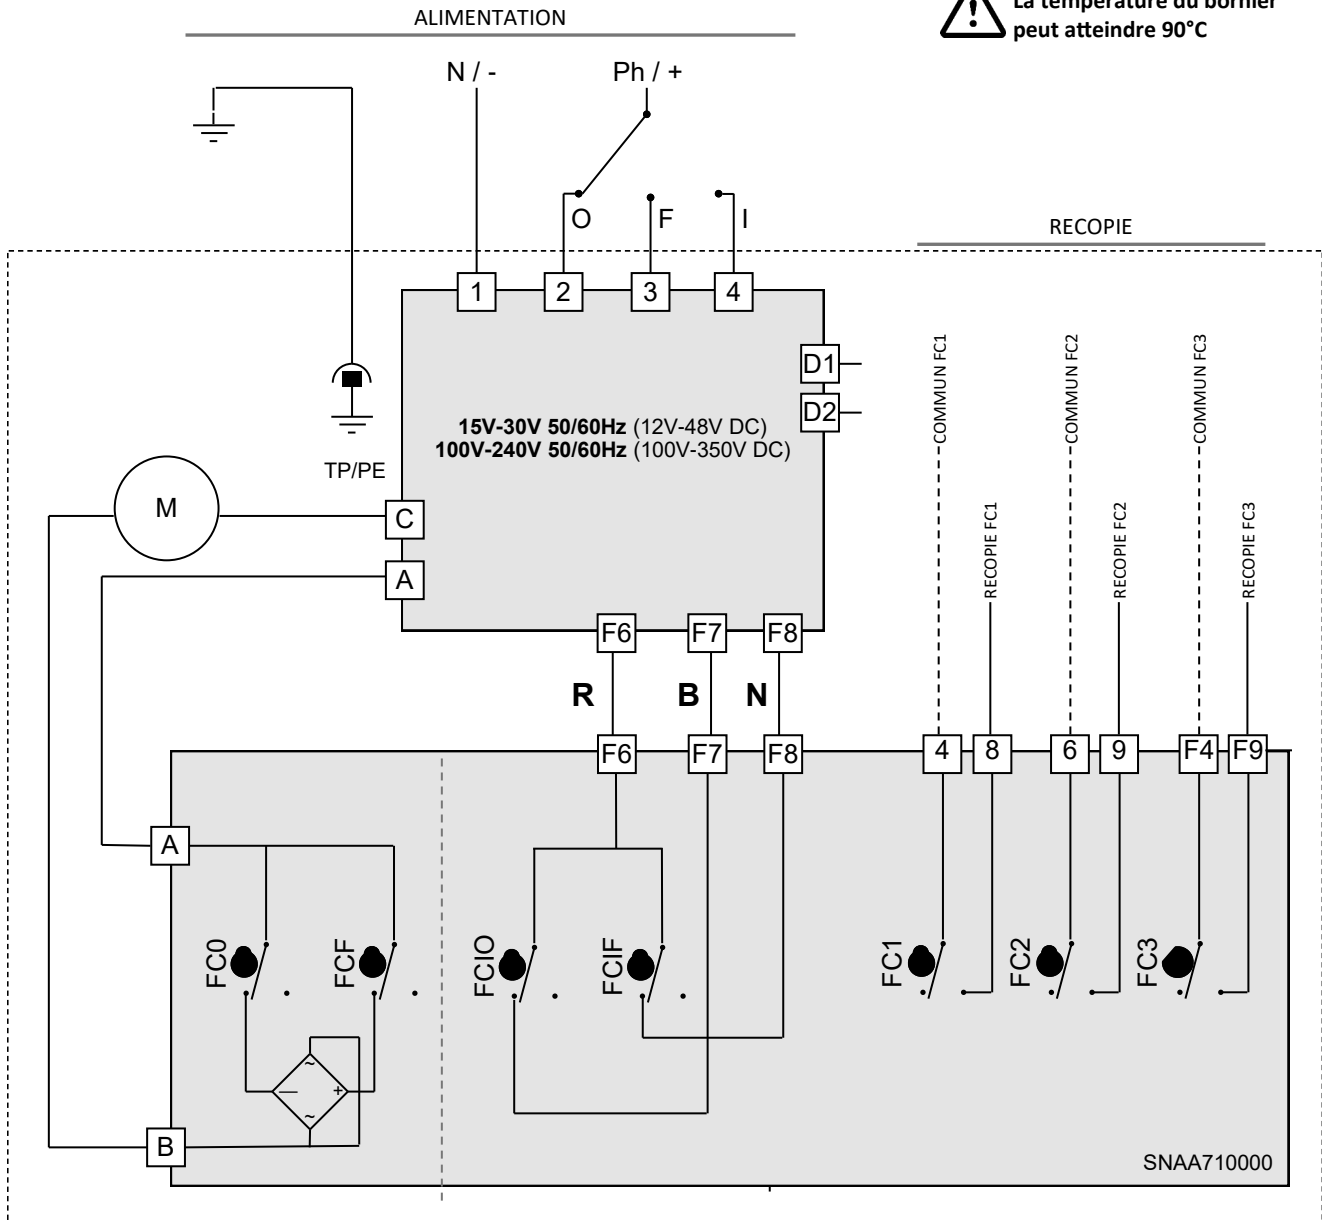 ALIMENTATION
La température du bornier
peut atteindre 90°C
N / -
Ph / +
O
F
I
RECOPIE
1
2
3
4
D1
D2
15V-30V 50/60Hz (12V-48V DC)
100V-240V 50/60Hz (100V-350V DC)
TP/PE
M
C
A
COMMUN FC1
RECOPIE FC1
COMMUN FC2
RECOPIE FC2
COMMUN FC3
RECOPIE FC3
F6
F7
F8
R
B
N
F6
F7
F8
4
8
6
9
F4
F9
A
FC0
FCF
FCIO
FCIF
FC1
FC2
FC3
~
—
+
~
B
SNAA710000